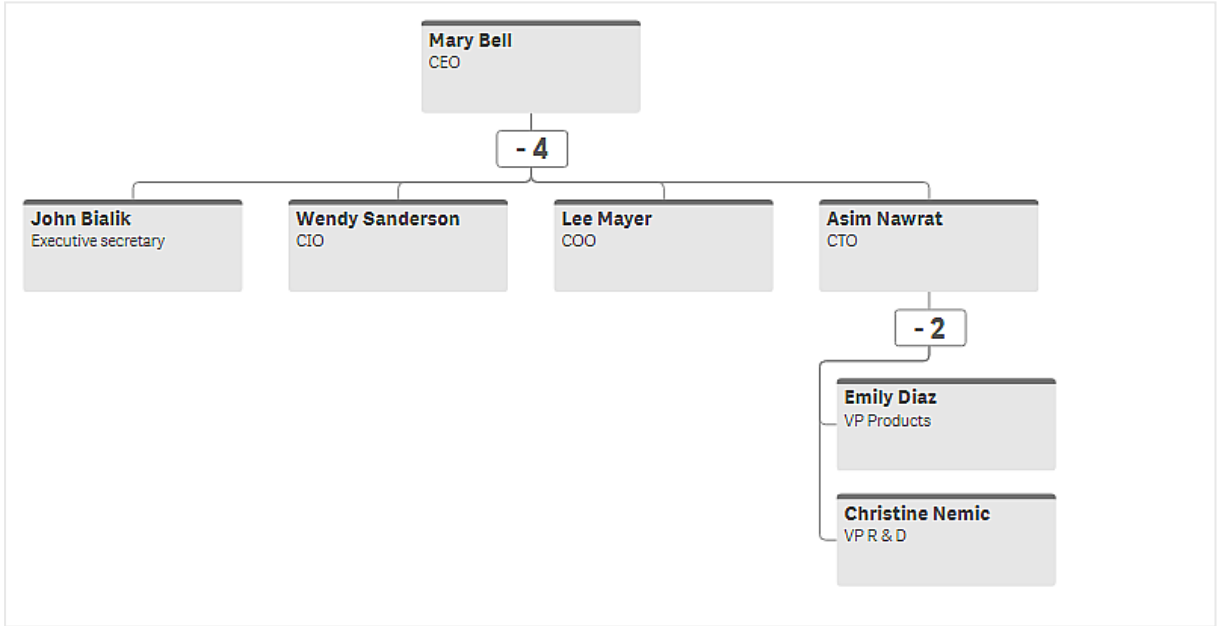 Mary Bell
CEO
- 4
John Bialik
Executive secretary
Wendy Sanderson
CIO
Lee Mayer
COO
Asim Nawrat
CTO
- 2
Emily Diaz
VP Products
Christine Nemic
VP R & D